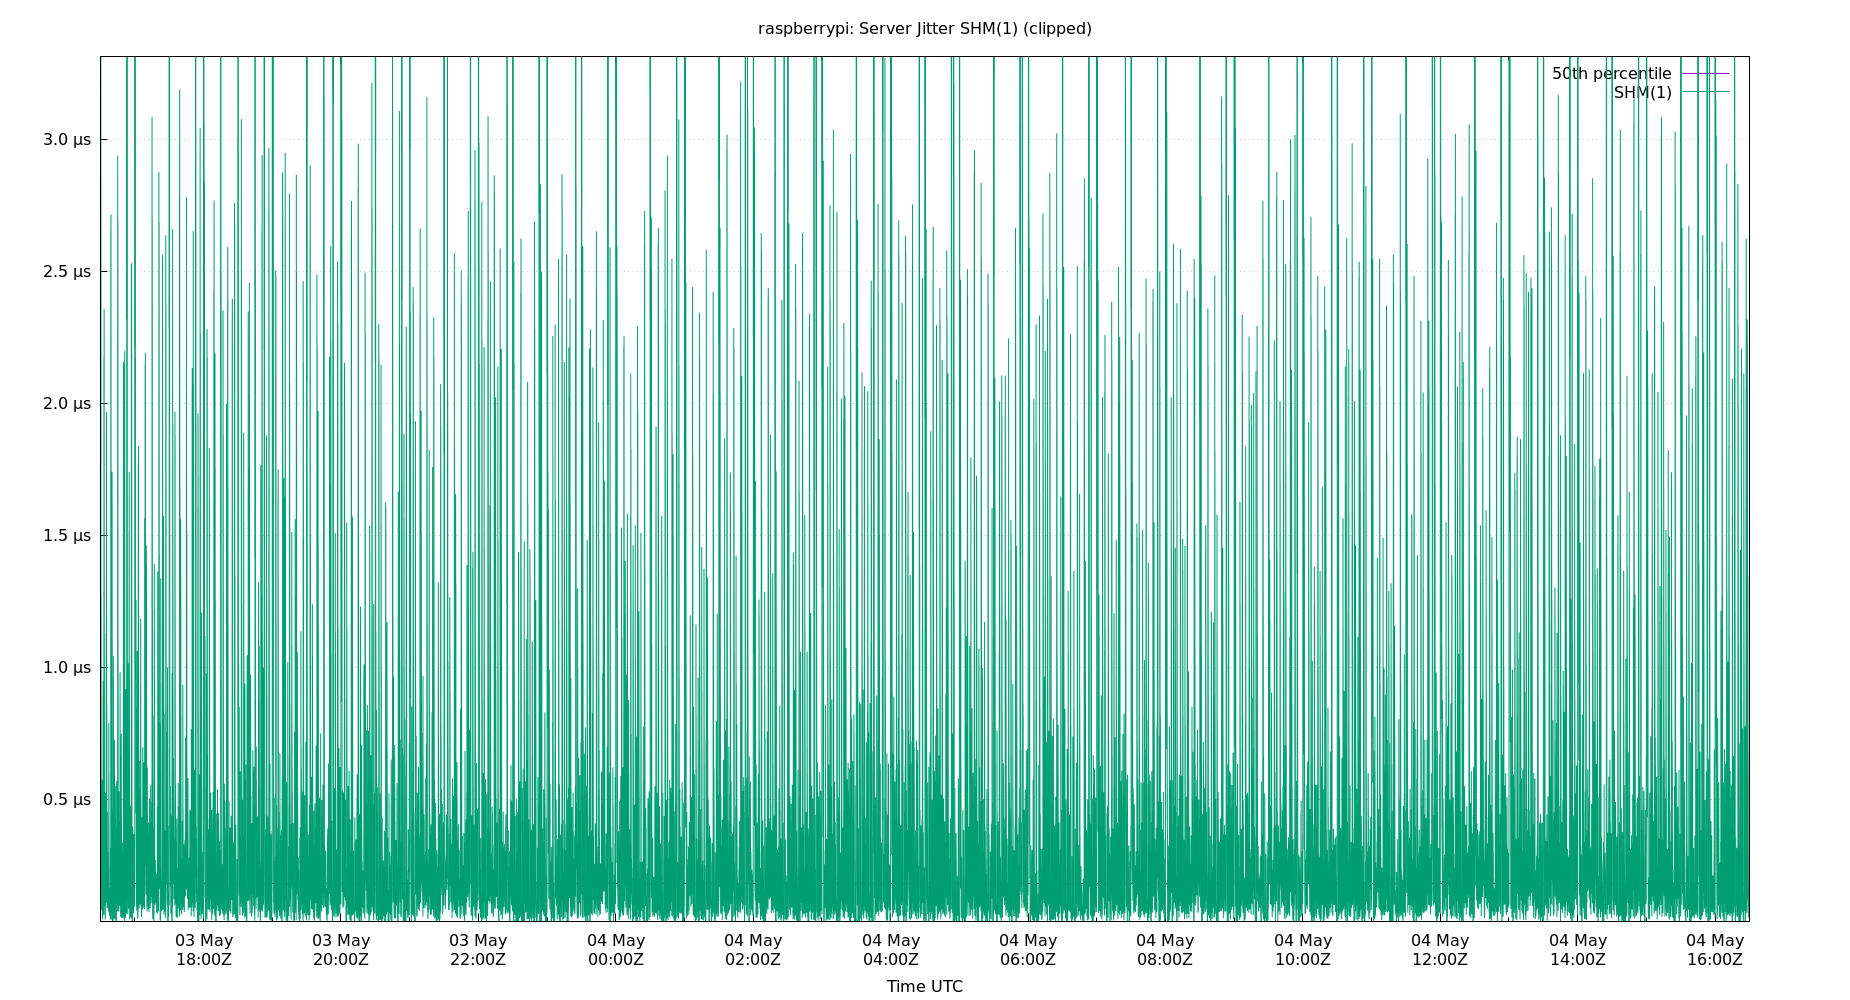 raspberrypi: Server Jitter SHM(1) (clipped)
50th percentile
SHM(1)
3.0 µs
2.5 µs
2.0 µs
1.5 µs
1.0 µs
0.5 µs
03 May 03 May 03 May 04 May 04 May 04 May 04 May 04 May 04 May 04 May 04 May 04 May
18:00Z 20:00Z 22:00Z 00:00Z 02:00Z 04:00Z 06:00Z 08:00Z 10:00Z 12:00Z 14:00Z 16:00Z
Time UTC